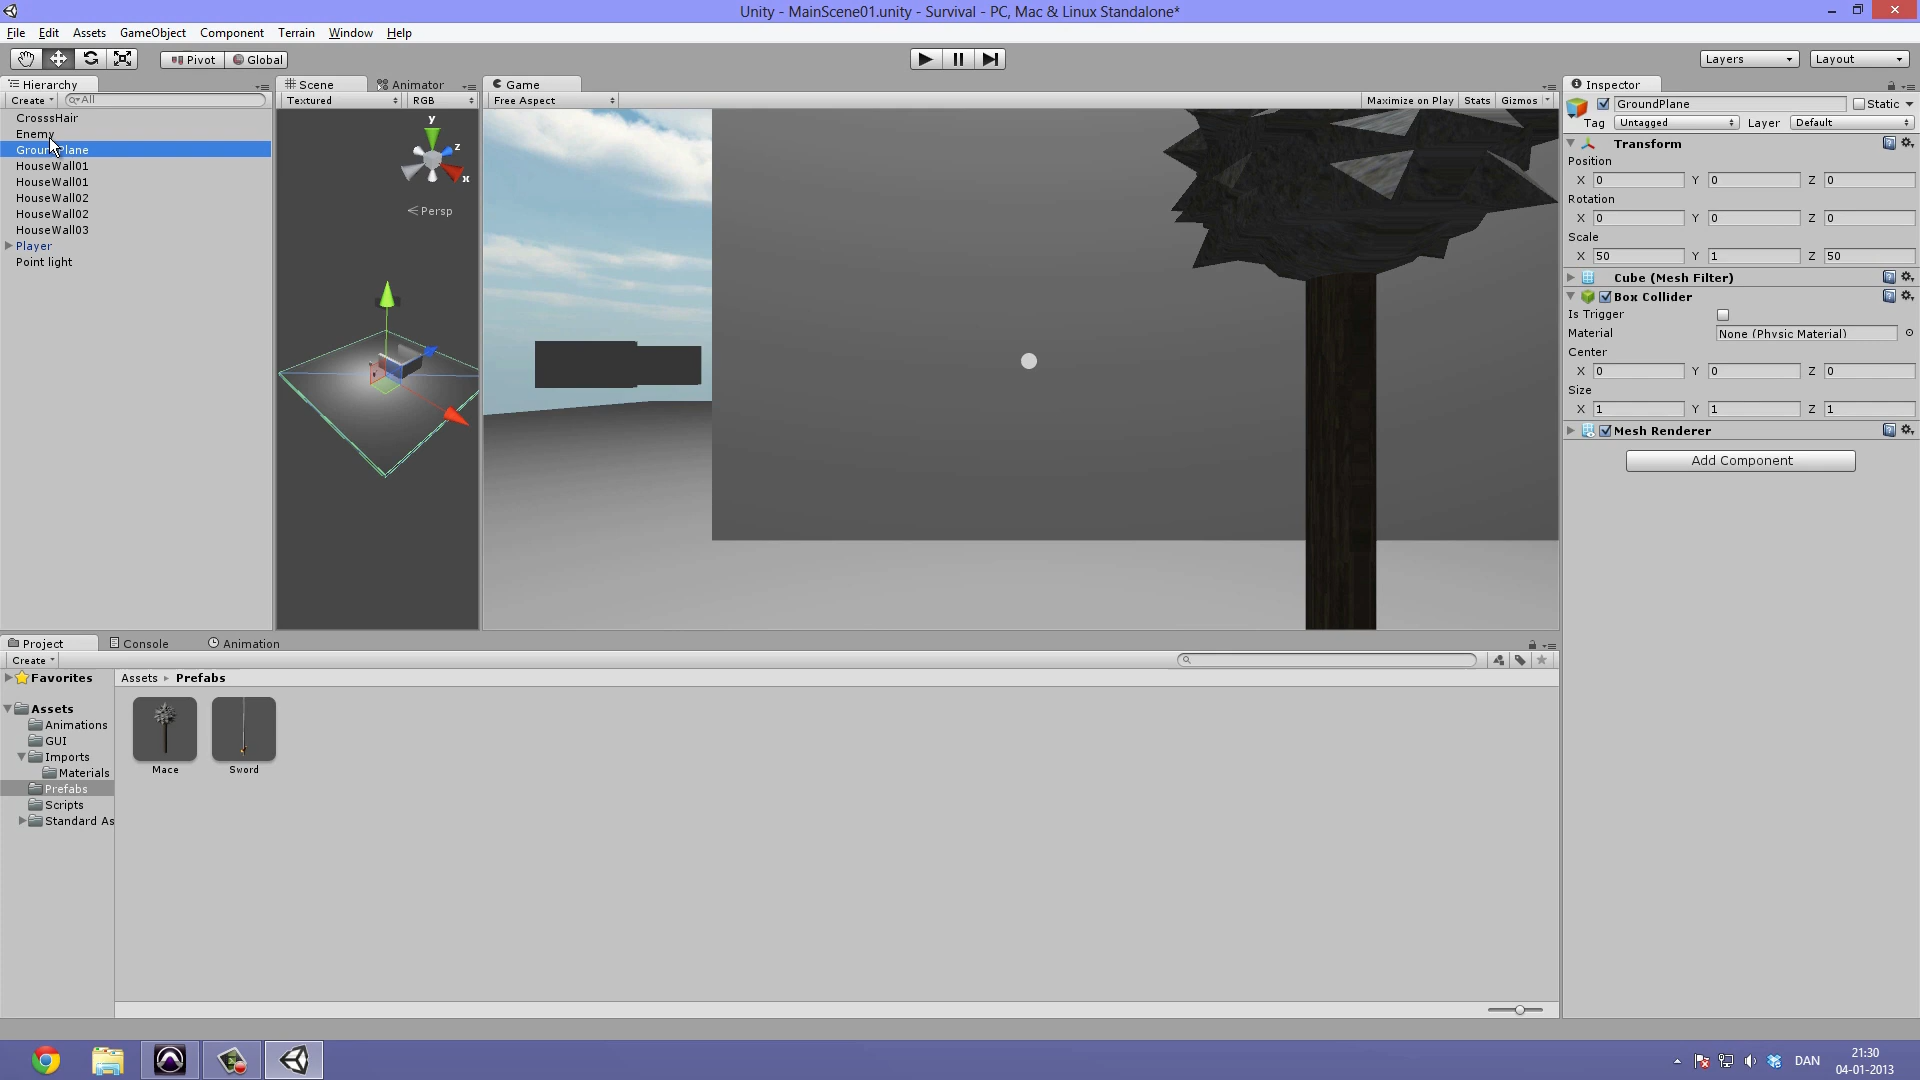 Unity - MainScene01.unity - Survival - PC, Mac & Linux Standalone*
File Edit Assets GameObject Component Terrain Window Help
Pivot Global Layers Layout
Hierarchy
Create All
CrosssHair
Enemy
GroundPlane
HouseWall01
HouseWall01
HouseWall02
HouseWall02
HouseWall03
Player
Point light
Scene Animator
Textured RGB
y
z
x
Persp
Game
Free Aspect Maximize on Play Stats Gizmos
Inspector
GroundPlane Static
Tag Untagged Layer Default
Transform
Position
X 0 Y 0 Z 0
Rotation
X 0 Y 0 Z 0
Scale
X 50 Y 1 Z 50
Cube (Mesh Filter)
Box Collider
Is Trigger
Material None (Physic Material)
Center
X 0 Y 0 Z 0
Size
X 1 Y 1 Z 1
Mesh Renderer
Add Component
Project Console Animation
Create
Favorites
Assets
Animations
GUI
Imports
Materials
Prefabs
Scripts
Standard As
Assets Prefabs
Mace Sword
DAN
21:30
04-01-2013